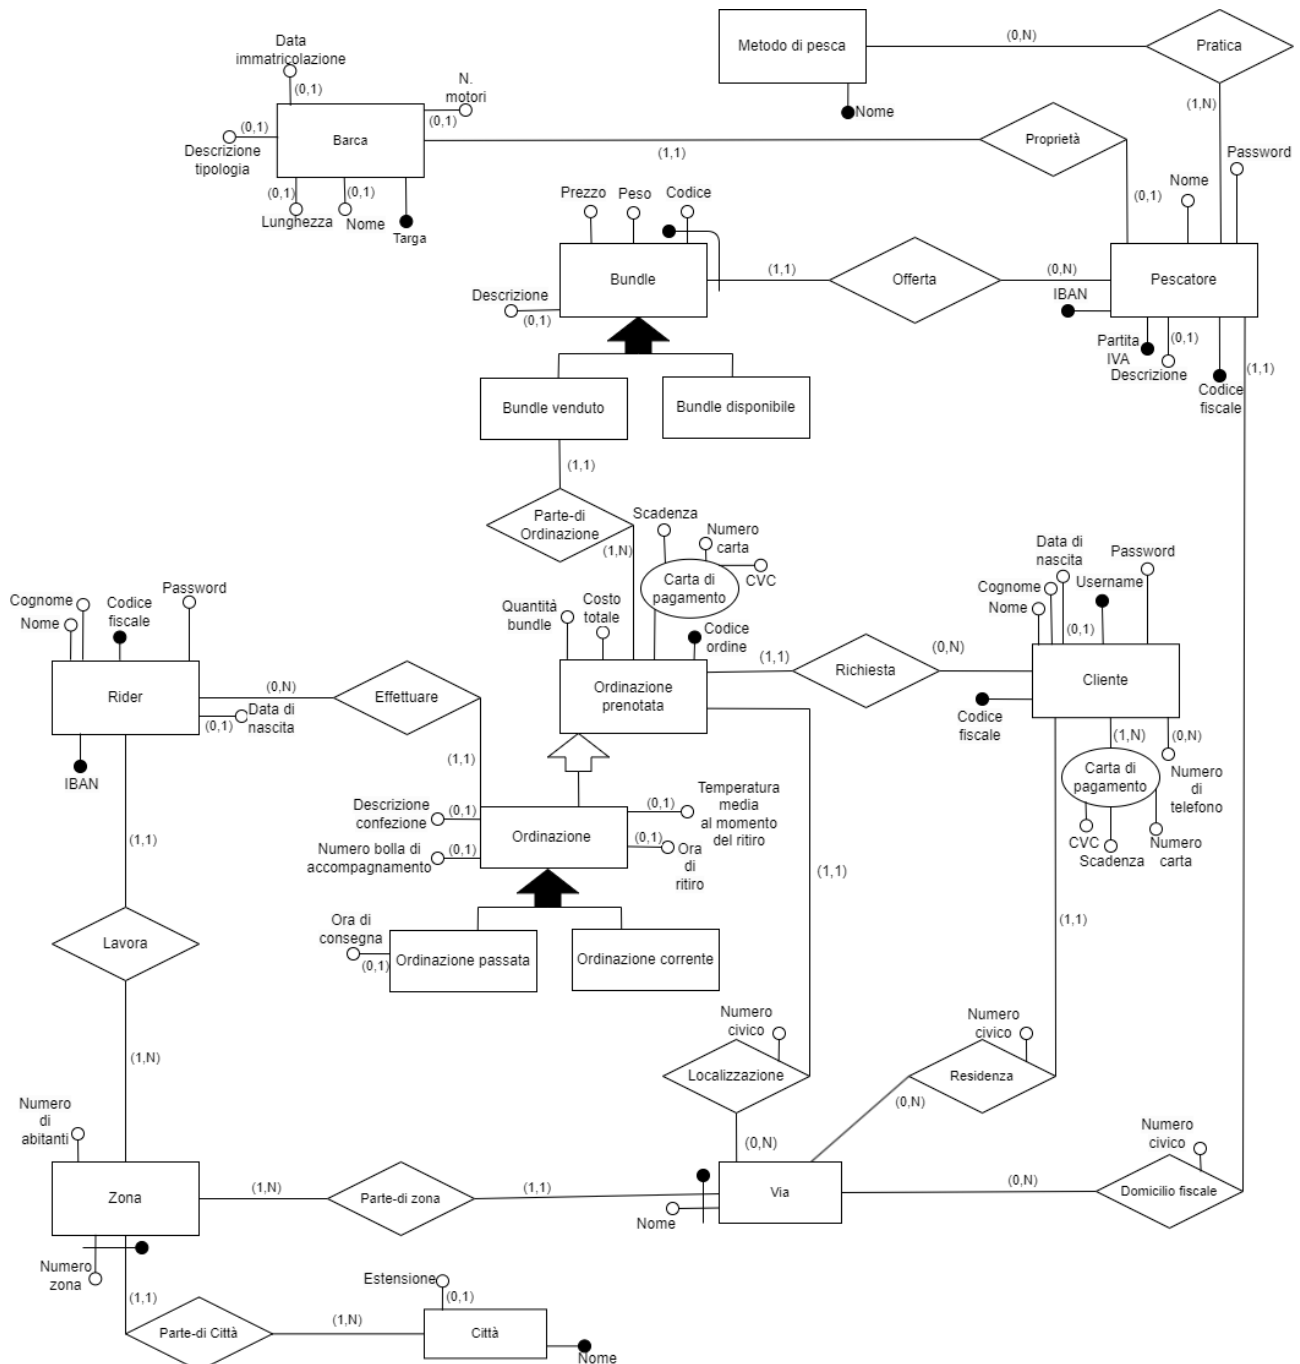 Data
immatricolazione
(0,1)
N.
motori
(0,1)
(0,1)
Descrizione
tipologia
Barca
(0,1)
Lunghezza
(0,1)
Nome
Targa
(1,1)
Proprietà
(0,1)
Metodo di pesca
Nome
(0,N)
Pratica
(1,N)
Password
Nome
Pescatore
IBAN
Partita
IVA
(0,1)
Descrizione
Codice
fiscale
(1,1)
Prezzo
Peso
Codice
Bundle
Descrizione
(0,1)
(1,1)
Offerta
(0,N)
Bundle venduto
Bundle disponibile
(1,1)
Parte-di
Ordinazione
(1,N)
Scadenza
Numero
carta
CVC
Carta di
pagamento
Quantità
bundle
Costo
totale
Codice
ordine
Ordinazione
prenotata
(1,1)
Richiesta
(0,N)
Cognome
Nome
Data di
nascita
(0,1)
Username
Password
Cliente
Codice
fiscale
(1,N)
(0,N)
Carta di
pagamento
CVC
Scadenza
Numero
carta
Numero
di
telefono
Cognome
Nome
Codice
fiscale
Password
Rider
(0,N)
(0,1)
Data di
nascita
IBAN
Effettuare
(1,1)
Descrizione
confezione
(0,1)
Numero bolla di
accompagnamento
(0,1)
Ordinazione
(0,1)
Temperatura
media
al momento
del ritiro
(0,1)
Ora
di
ritiro
Ora di
consegna
(0,1)
Ordinazione passata
Ordinazione corrente
(1,1)
Lavora
(1,N)
(1,1)
Numero
civico
Localizzazione
(0,N)
(1,1)
Numero
civico
Residenza
(0,N)
Numero
di
abitanti
Zona
Numero
zona
(1,N)
Parte-di zona
(1,1)
Via
Nome
(0,N)
Numero
civico
Domicilio fiscale
(1,1)
Parte-di Città
(1,N)
Estensione
(0,1)
Città
Nome